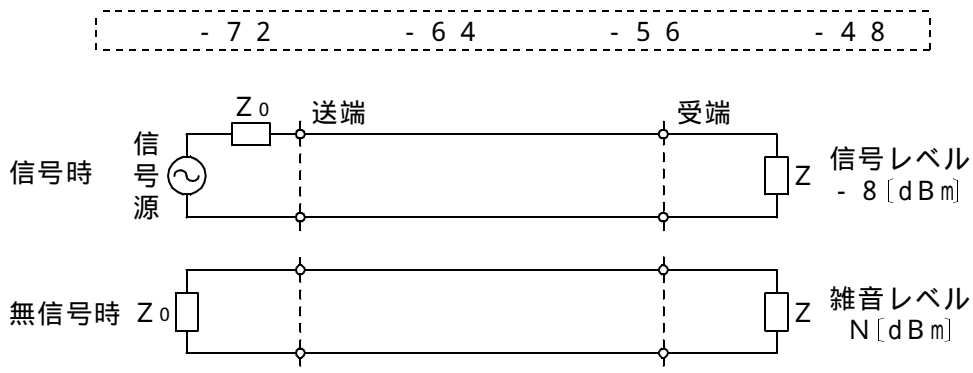 -72 -64 -56 -48
Z0 送端 受端
信号時 信号源 Z 信号レベル
-8[dBm]
無信号時 Z0 Z 雑音レベル
N[dBm]